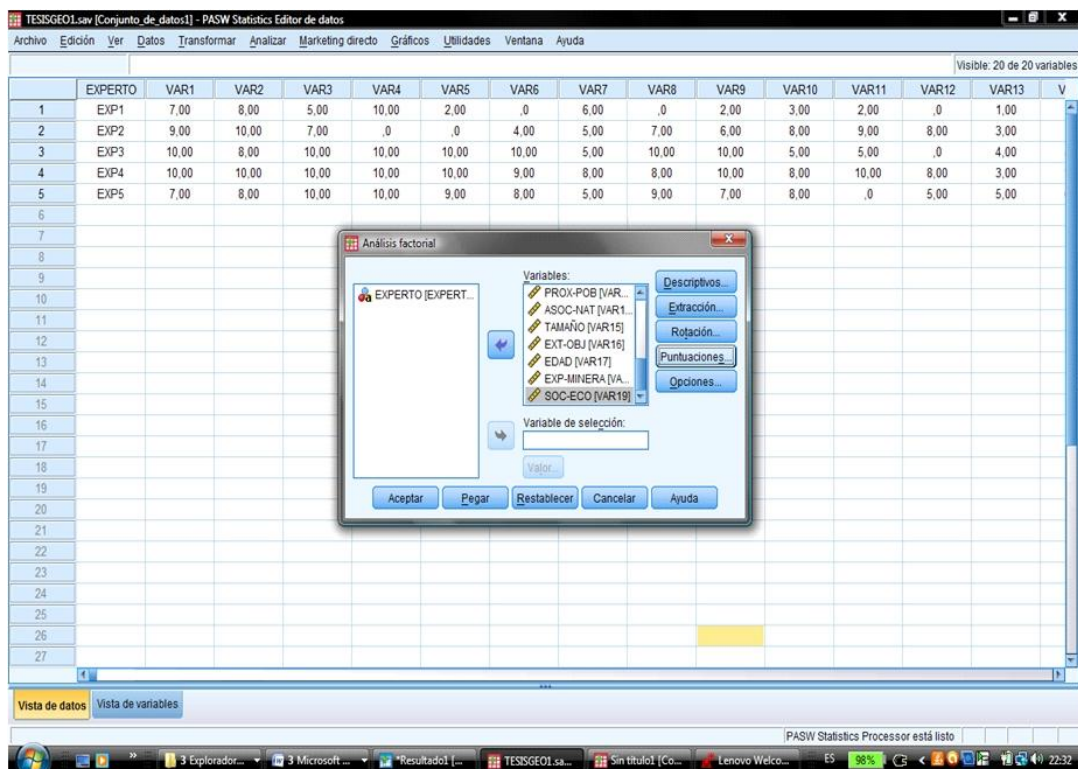 TESISGEO1.sav [Conjunto_de_datos1] - PASW Statistics Editor de datos
Archivo Edición Ver Datos Transformar Analizar Marketing directo Gráficos Utilidades Ventana Ayuda
Visible: 20 de 20 variables
EXPERTO VAR1 VAR2 VAR3 VAR4 VAR5 VAR6 VAR7 VAR8 VAR9 VAR10 VAR11 VAR12 VAR13 V
1 EXP1 7,00 8,00 5,00 10,00 2,00 ,0 6,00 ,0 2,00 3,00 2,00 ,0 1,00
2 EXP2 9,00 10,00 7,00 ,0 ,0 4,00 5,00 7,00 6,00 8,00 9,00 8,00 3,00
3 EXP3 10,00 8,00 10,00 10,00 10,00 10,00 5,00 10,00 10,00 5,00 5,00 ,0 4,00
4 EXP4 10,00 10,00 10,00 10,00 10,00 9,00 8,00 8,00 10,00 8,00 10,00 8,00 3,00
5 EXP5 7,00 8,00 10,00 10,00 9,00 8,00 5,00 9,00 7,00 8,00 ,0 5,00 5,00
6
7
8
9
10
11
12
13
14
15
16
17
18
19
20
21
22
23
24
25
26
27
Análisis factorial
EXPERTO [EXPERT...
Variables:
PROX-POB [VAR...
ASOC-NAT [VAR1...
TAMAÑO [VAR15]
EXT-OBJ [VAR16]
EDAD [VAR17]
EXP-MINERA [VA...
SOC-ECO [VAR19]
Descriptivos...
Extracción...
Rotación...
Puntuaciones...
Opciones...
Variable de selección:
Valor...
Aceptar Pegar Restablecer Cancelar Ayuda
Vista de datos Vista de variables
PASW Statistics Processor está listo
3 Explorador... 3 Microsoft ... *Resultado1 [... TESISGEO1.sa... Sin título1 [Co... Lenovo Welco... ES 98% 22:32